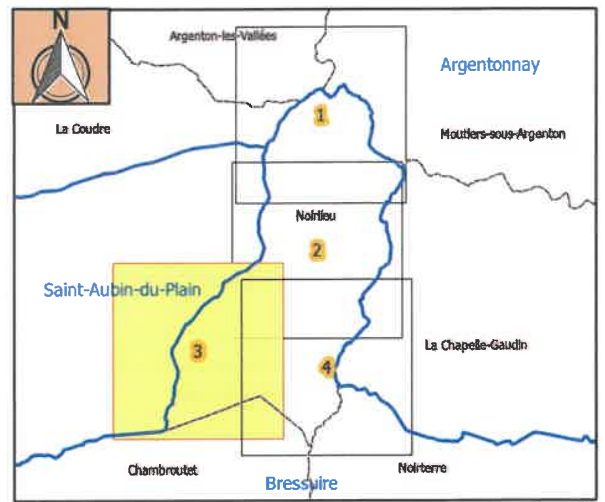 N
Argenton-les-Vallées
Argentonnay
La Coudre
1
Moutiers-sous-Argenton
Noirlieu
2
Saint-Aubin-du-Plain
La Chapelle-Gaudin
3
4
Chambroutet
Noirterre
Bressuire